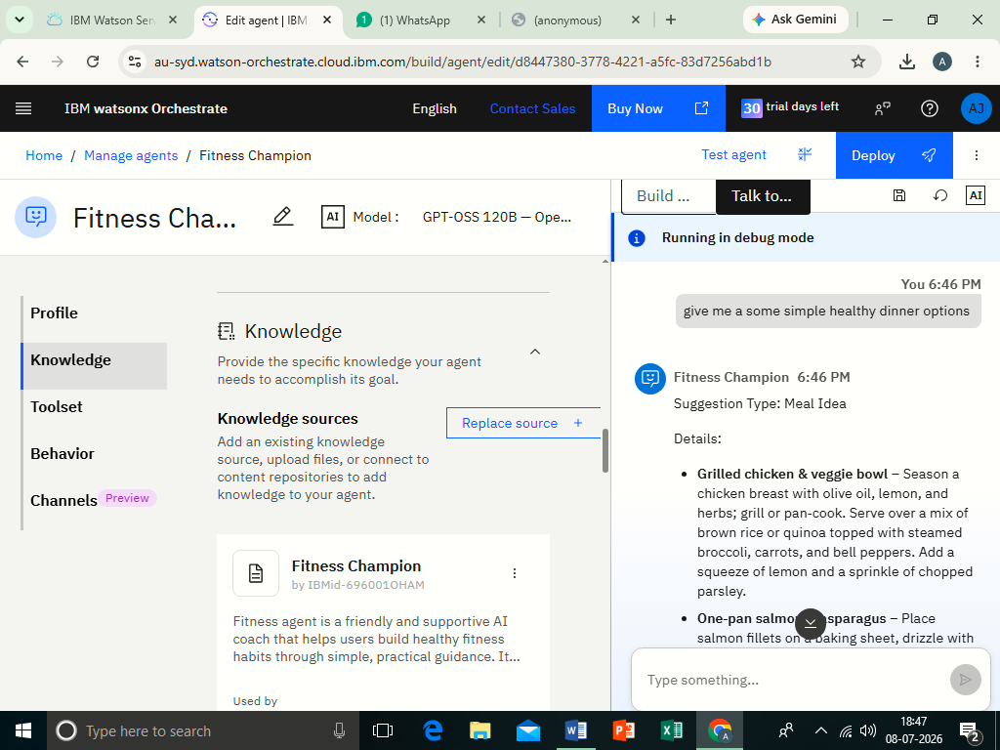 IBM Watson Ser
Edit agent | IBM
1
(1) WhatsApp
(anonymous)
Ask Gemini
au-syd.watson-orchestrate.cloud.ibm.com/build/agent/edit/d8447380-3778-4221-a5fc-83d7256abd1b
A
IBM watsonx Orchestrate
English
Contact Sales
Buy Now
30 trial days left
AJ
Home / Manage agents / Fitness Champion
Test agent
Deploy
Fitness Cha...
AI Model :
GPT-OSS 120B — Ope...
Build ...
Talk to...
AI
Running in debug mode
Profile
Knowledge
Toolset
Behavior
Channels Preview
Knowledge
Provide the specific knowledge your agent
needs to accomplish its goal.
Knowledge sources
Replace source +
Add an existing knowledge
source, upload files, or connect to
content repositories to add
knowledge to your agent.
Fitness Champion
by IBMid-696001OHAM
Fitness agent is a friendly and supportive AI
coach that helps users build healthy fitness
habits through simple, practical guidance. It...
Used by
You 6:46 PM
give me a some simple healthy dinner options
Fitness Champion 6:46 PM
Suggestion Type: Meal Idea
Details:
• Grilled chicken & veggie bowl – Season a
chicken breast with olive oil, lemon, and
herbs; grill or pan-cook. Serve over a mix of
brown rice or quinoa topped with steamed
broccoli, carrots, and bell peppers. Add a
squeeze of lemon and a sprinkle of chopped
parsley.
• One-pan salmon asparagus – Place
salmon fillets on a baking sheet, drizzle with
Type something...
Type here to search
18:47
08-07-2026
2